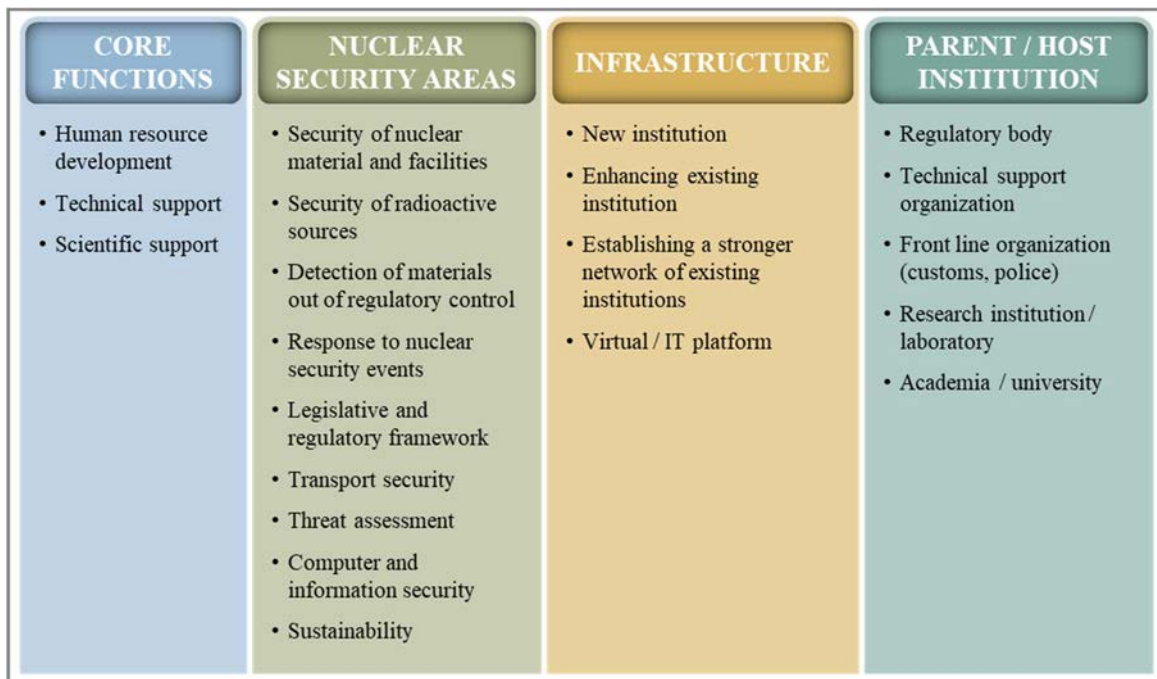 CORE
FUNCTIONS
• Human resource
development
• Technical support
• Scientific support
NUCLEAR
SECURITY AREAS
• Security of nuclear
material and facilities
• Security of radioactive
sources
• Detection of materials
out of regulatory control
• Response to nuclear
security events
• Legislative and
regulatory framework
• Transport security
• Threat assessment
• Computer and
information security
• Sustainability
INFRASTRUCTURE
• New institution
• Enhancing existing
institution
• Establishing a stronger
network of existing
institutions
• Virtual / IT platform
PARENT / HOST
INSTITUTION
• Regulatory body
• Technical support
organization
• Front line organization
(customs, police)
• Research institution /
laboratory
• Academia / university